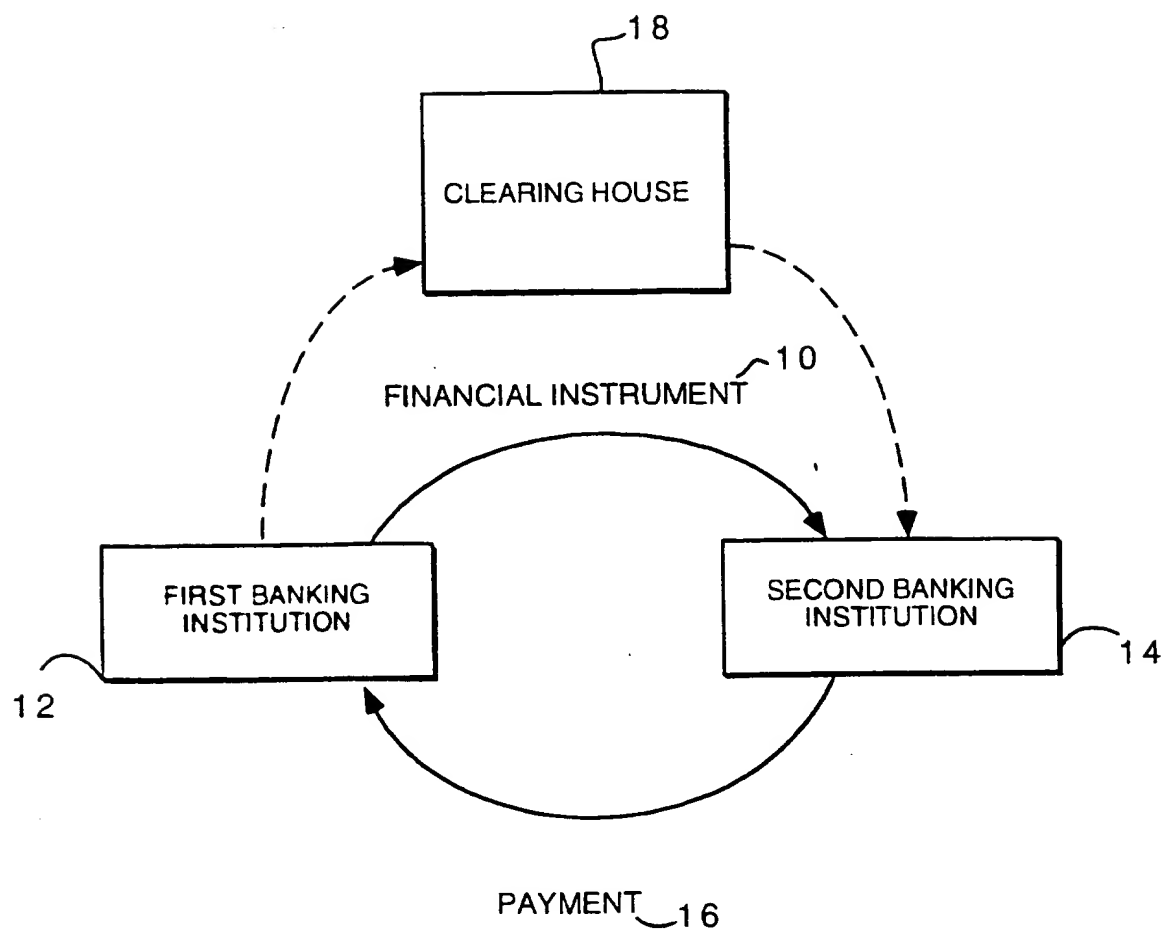 18
CLEARING HOUSE
FINANCIAL INSTRUMENT 10
FIRST BANKING
INSTITUTION
12
SECOND BANKING
INSTITUTION
14
PAYMENT 16